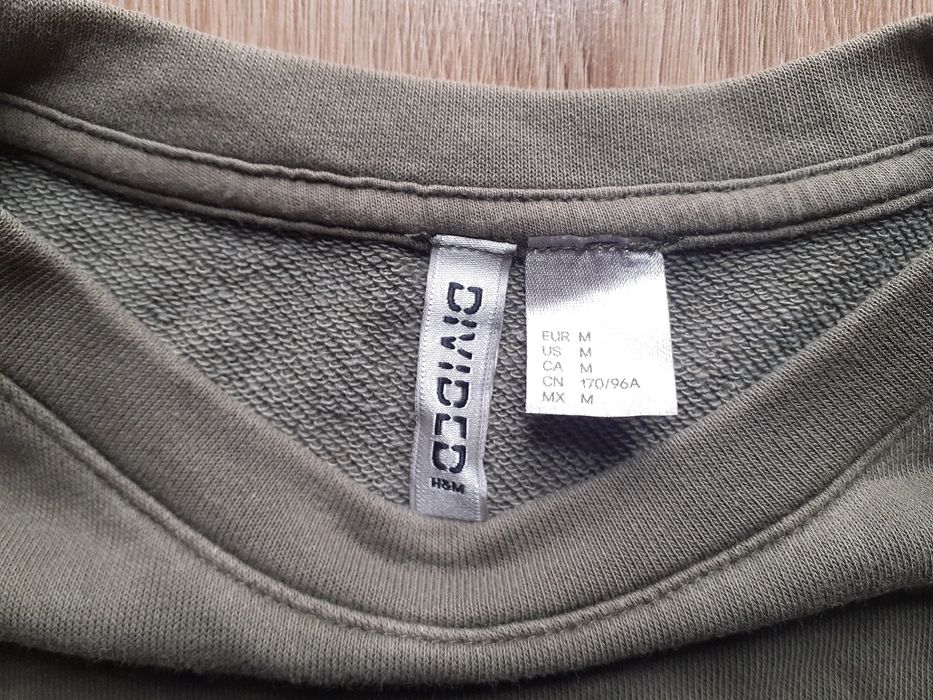 DIVIDED
H&M
EUR M
US M
CA M
CN 170/96A
MX M